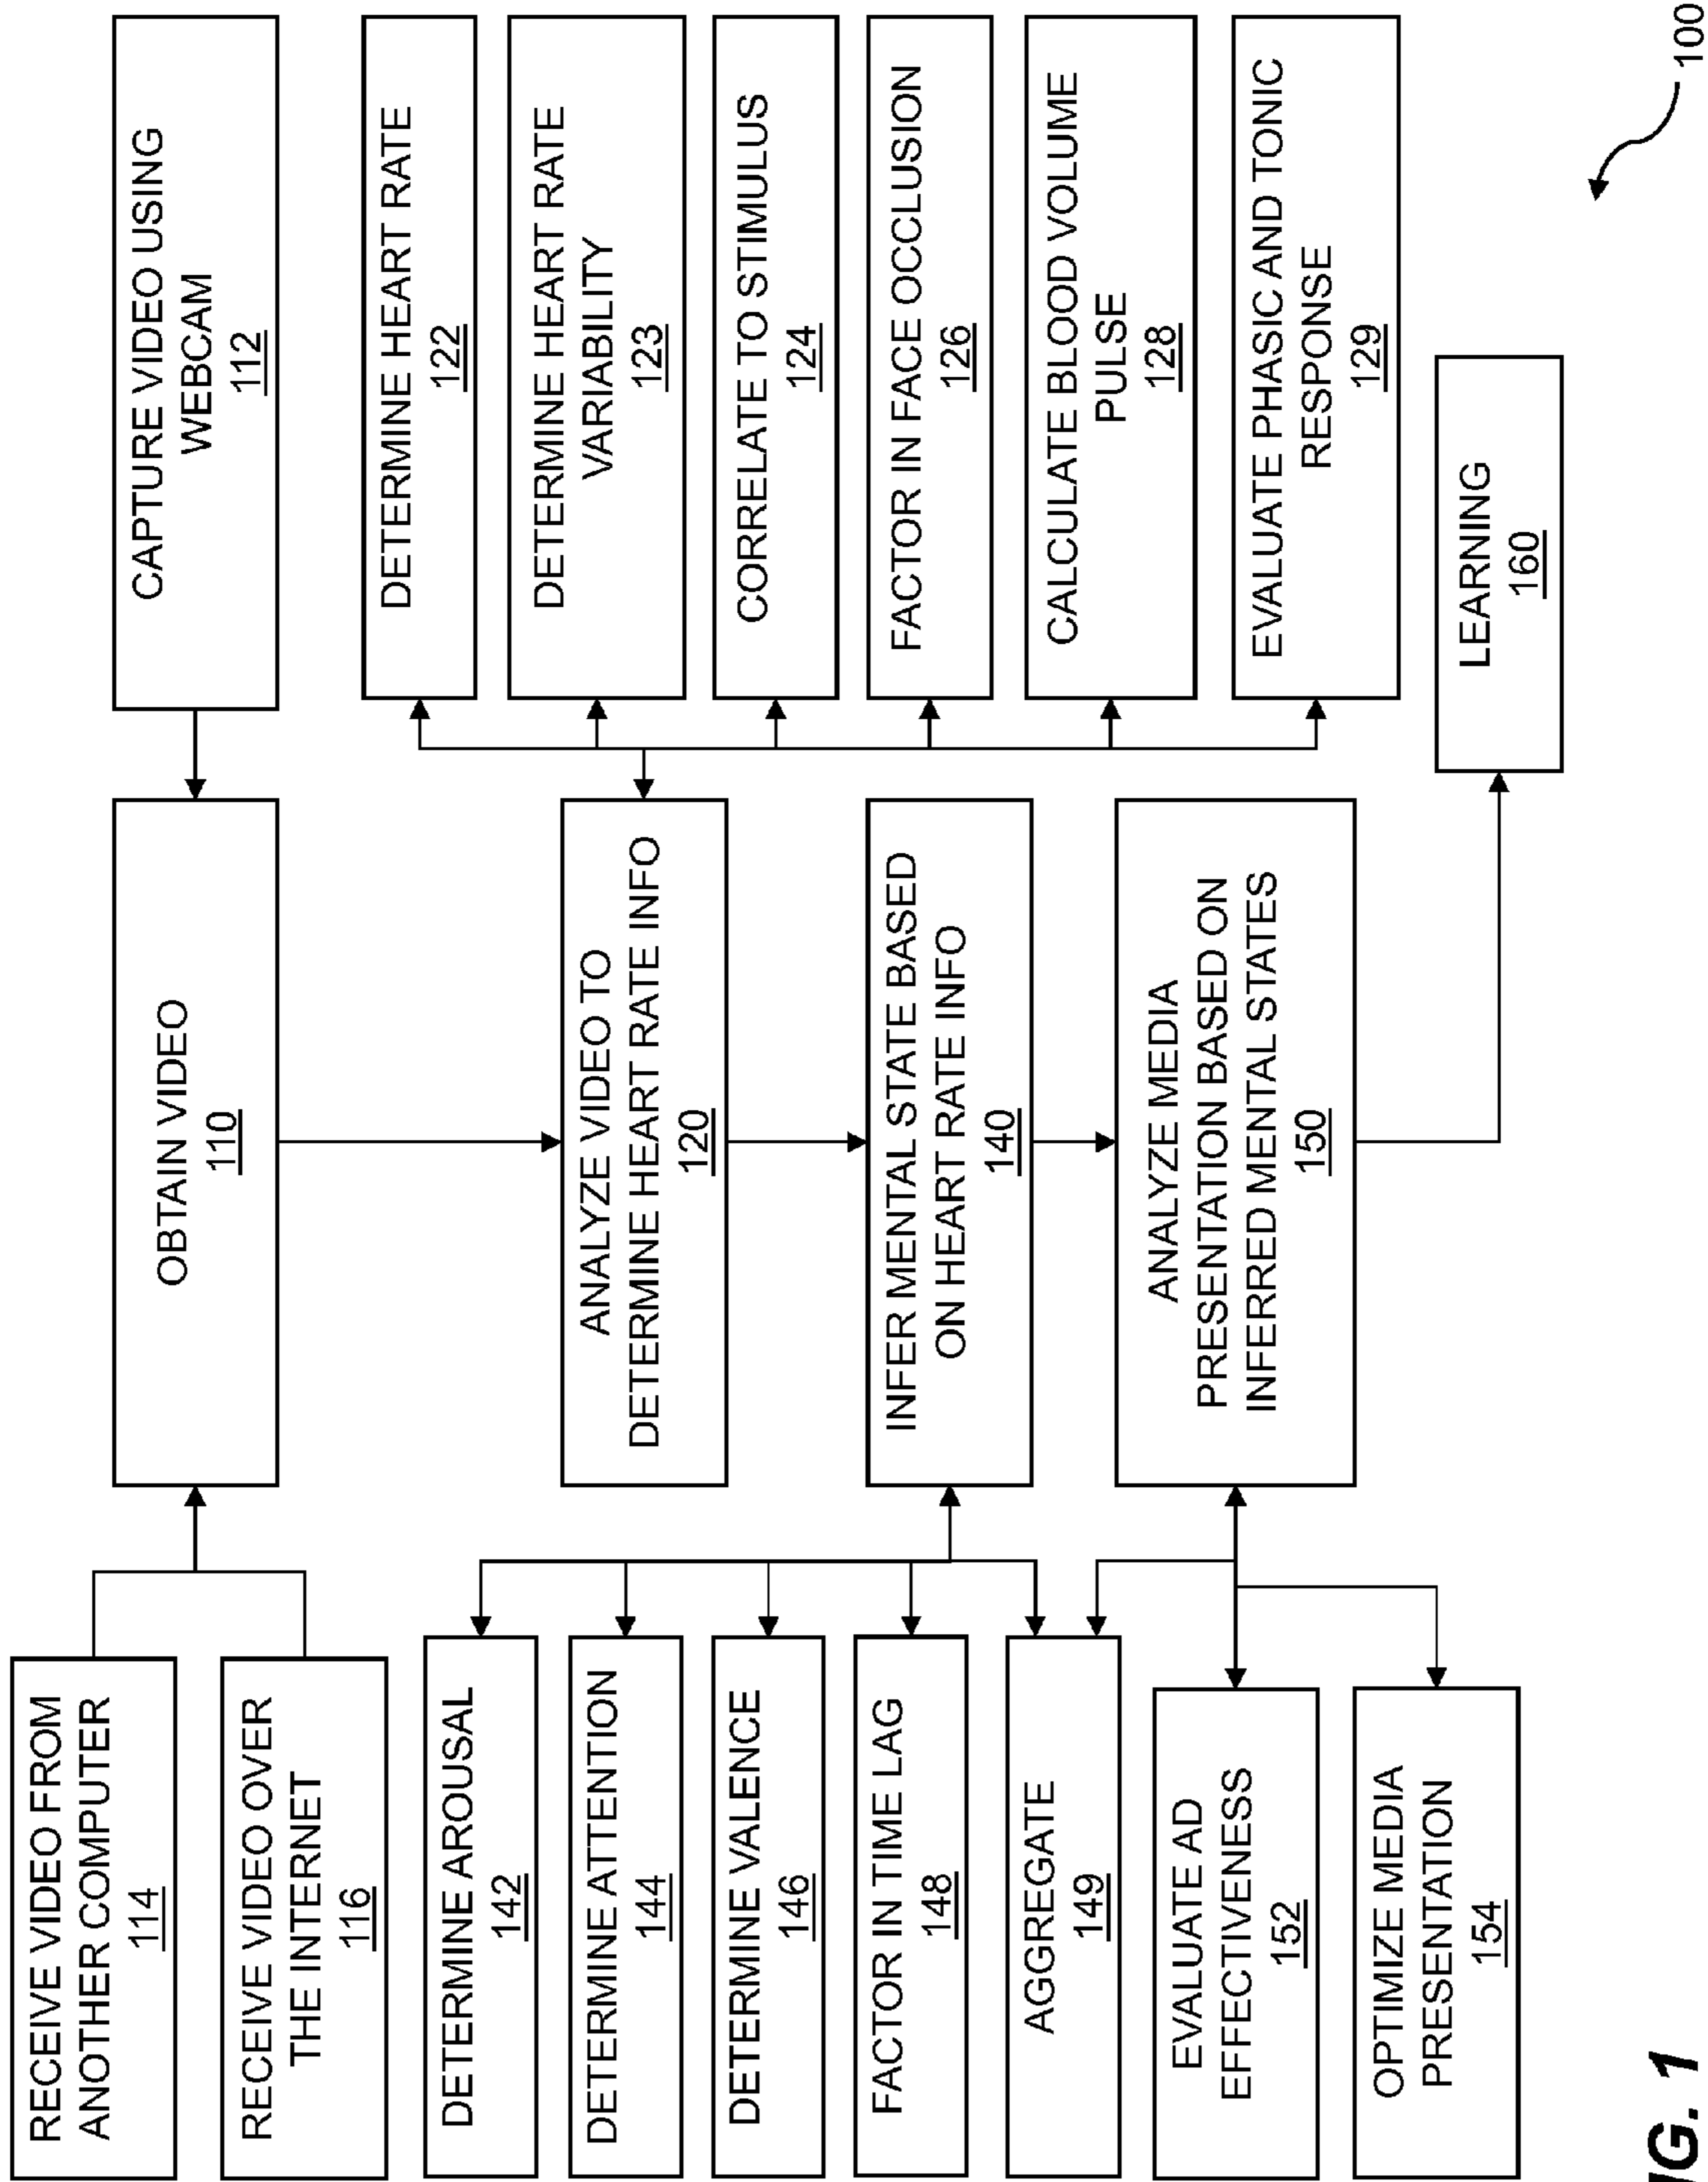 RECEIVE VIDEO FROM
ANOTHER COMPUTER
114
RECEIVE VIDEO OVER
THE INTERNET
116
OBTAIN VIDEO
110
CAPTURE VIDEO USING
WEBCAM
112
ANALYZE VIDEO TO
DETERMINE HEART RATE INFO
120
DETERMINE HEART RATE
122
DETERMINE HEART RATE
VARIABILITY
123
CORRELATE TO STIMULUS
124
FACTOR IN FACE OCCLUSION
126
CALCULATE BLOOD VOLUME
PULSE
128
EVALUATE PHASIC AND TONIC
RESPONSE
129
DETERMINE AROUSAL
142
DETERMINE ATTENTION
144
DETERMINE VALENCE
146
FACTOR IN TIME LAG
148
AGGREGATE
149
INFER MENTAL STATE BASED
ON HEART RATE INFO
140
ANALYZE MEDIA
PRESENTATION BASED ON
INFERRED MENTAL STATES
150
EVALUATE AD
EFFECTIVENESS
152
OPTIMIZE MEDIA
PRESENTATION
154
LEARNING
160
100
IG. 1